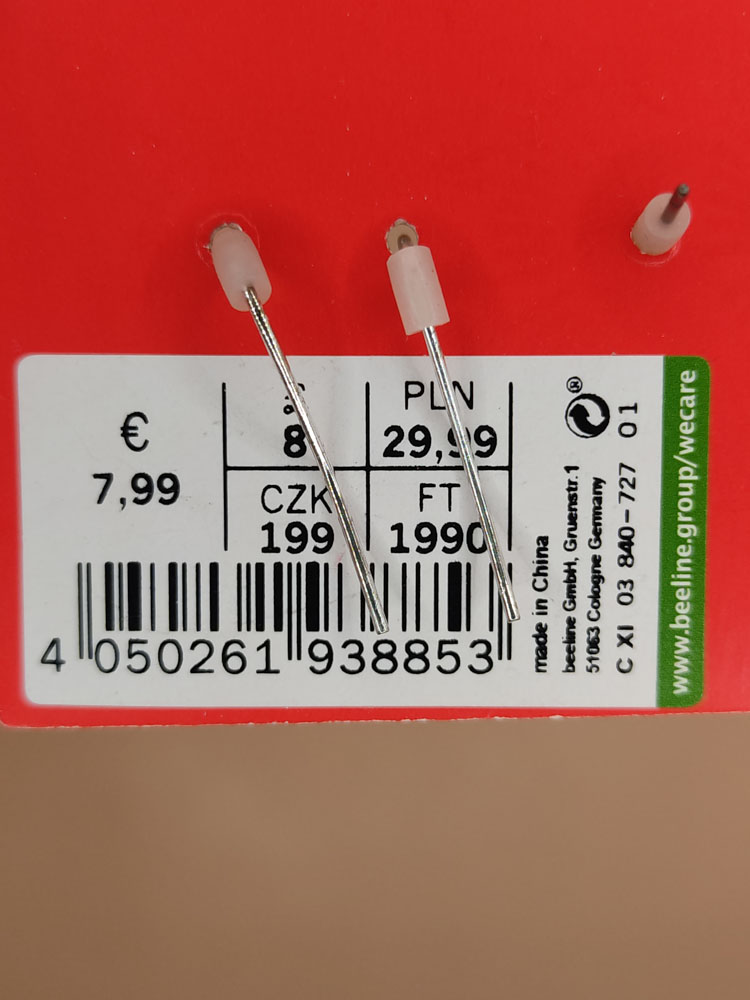 €
7,99
8
PLN
29,99
CZK
199
FT
1990
4 050261 938853
made in China
beeline GmbH, Gruenstr.1
51063 Cologne Germany
C XI 03 840-727 01
www.beeline.group/wecare